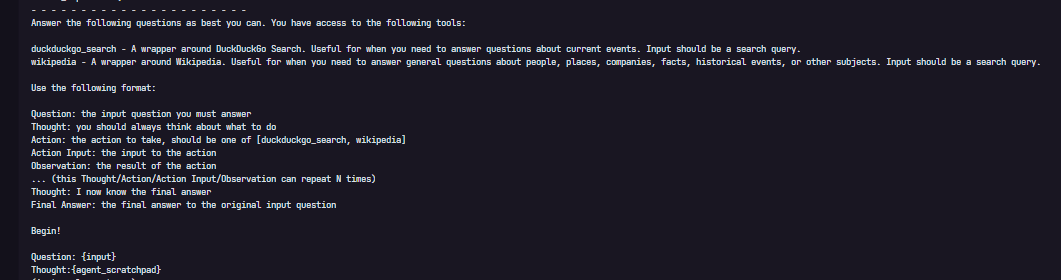 - - - - - - - - - - - - - - - - - - - - - - - -
Answer the following questions as best you can. You have access to the following tools:
duckduckgo_search - A wrapper around DuckDuckGo Search. Useful for when you need to answer questions about current events. Input should be a search query.
wikipedia - A wrapper around Wikipedia. Useful for when you need to answer general questions about people, places, companies, facts, historical events, or other subjects. Input should be a search query.
Use the following format:
Question: the input question you must answer
Thought: you should always think about what to do
Action: the action to take, should be one of [duckduckgo_search, wikipedia]
Action Input: the input to the action
Observation: the result of the action
... (this Thought/Action/Action Input/Observation can repeat N times)
Thought: I now know the final answer
Final Answer: the final answer to the original input question
Begin!
Question: {input}
Thought:{agent_scratchpad}